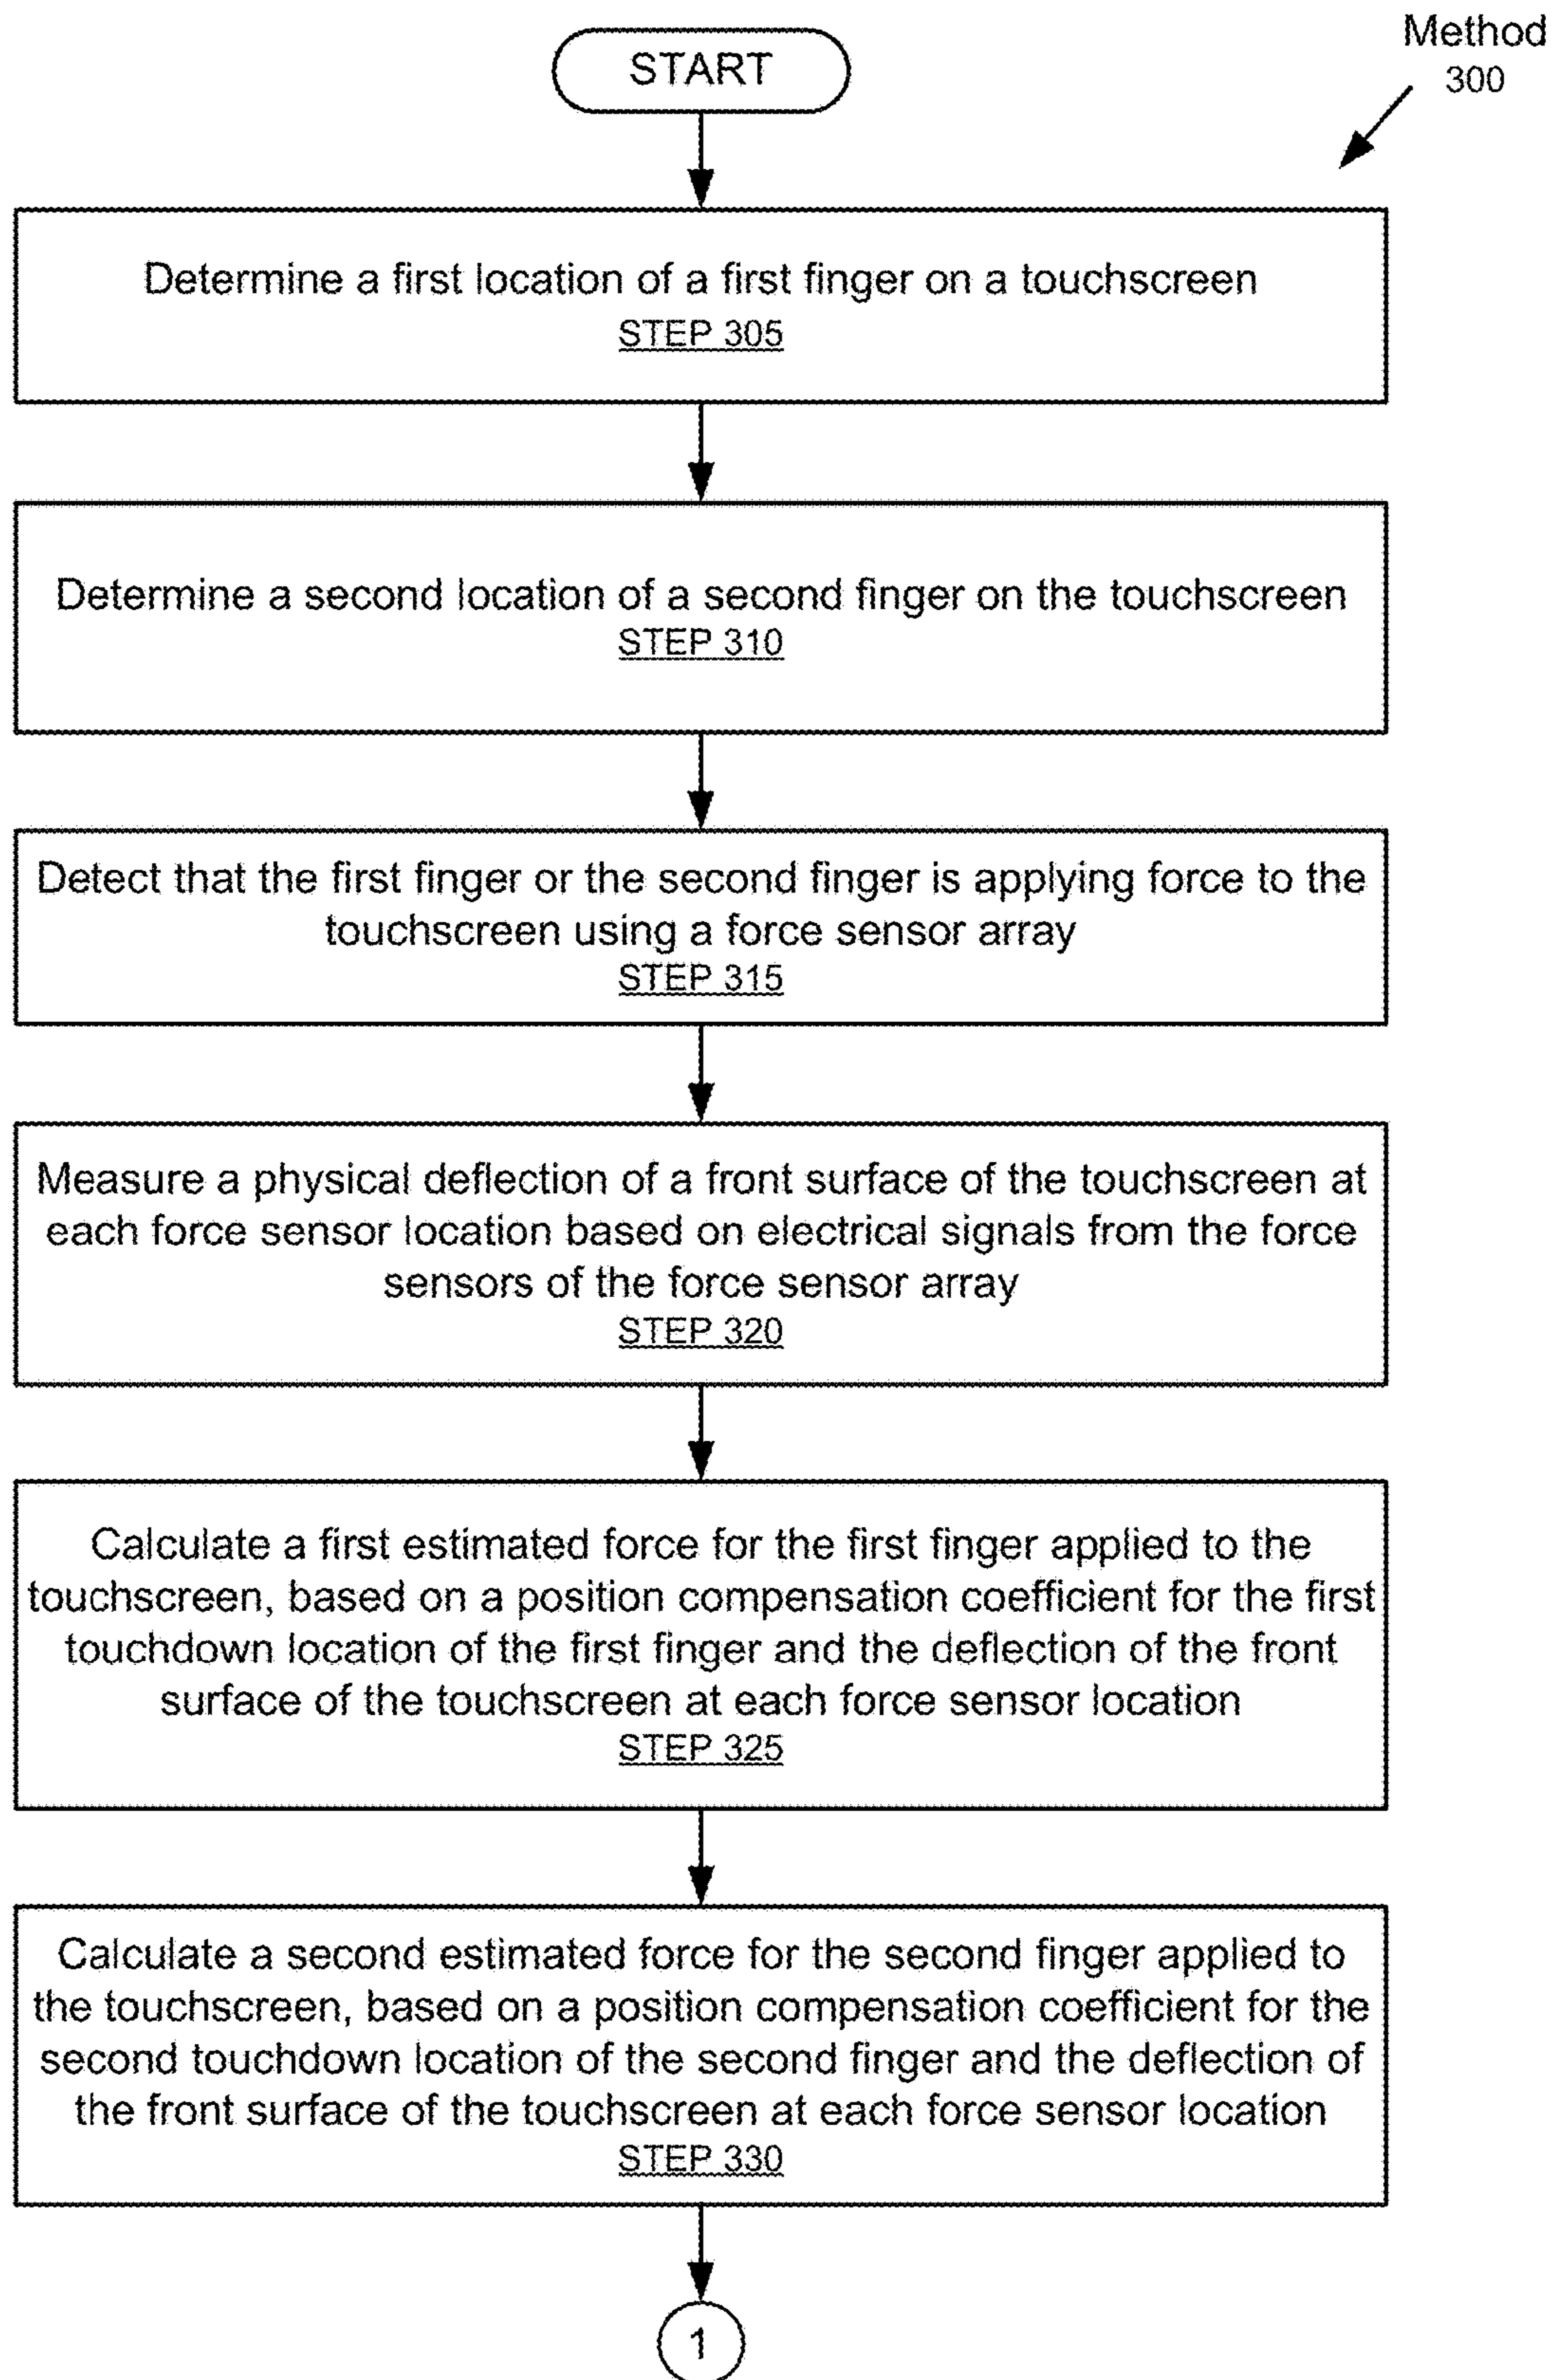 Method
300
START
Determine a first location of a first finger on a touchscreen
STEP 305
Determine a second location of a second finger on the touchscreen
STEP 310
Detect that the first finger or the second finger is applying force to the
touchscreen using a force sensor array
STEP 315
Measure a physical deflection of a front surface of the touchscreen at
each force sensor location based on electrical signals from the force
sensors of the force sensor array
STEP 320
Calculate a first estimated force for the first finger applied to the
touchscreen, based on a position compensation coefficient for the first
touchdown location of the first finger and the deflection of the front
surface of the touchscreen at each force sensor location
STEP 325
Calculate a second estimated force for the second finger applied to
the touchscreen, based on a position compensation coefficient for the
second touchdown location of the second finger and the deflection of
the front surface of the touchscreen at each force sensor location
STEP 330
1